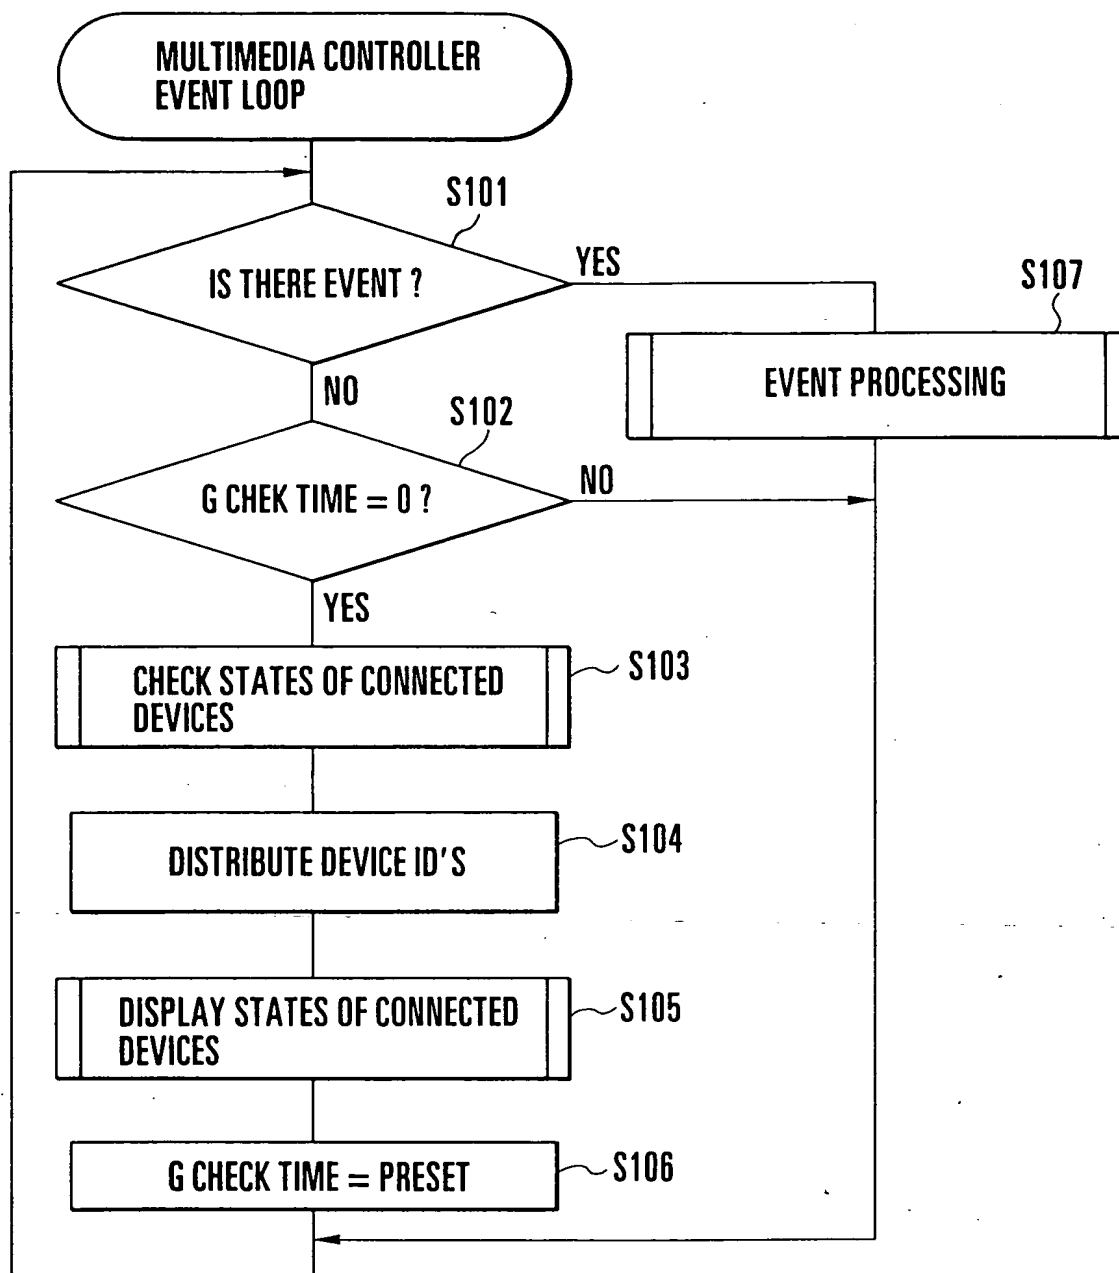 MULTIMEDIA CONTROLLER
EVENT LOOP
S101
IS THERE EVENT ?
YES
S107
EVENT PROCESSING
NO
S102
G CHEK TIME = 0 ?
NO
YES
CHECK STATES OF CONNECTED
DEVICES
S103
DISTRIBUTE DEVICE ID'S
S104
DISPLAY STATES OF CONNECTED
DEVICES
S105
G CHECK TIME = PRESET
S106